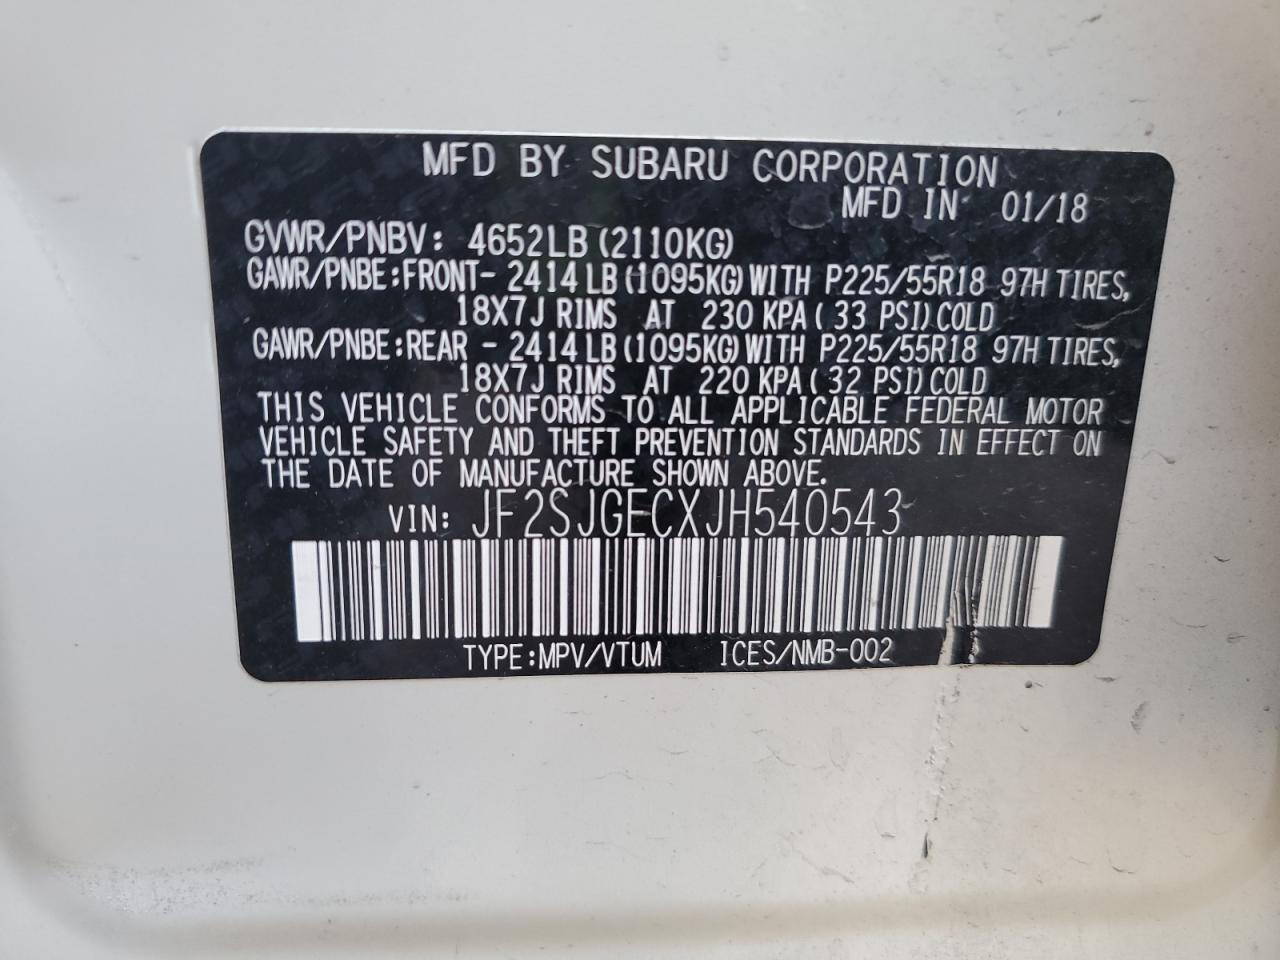 MFD BY SUBARU CORPORATION
MFD IN 01/18
GVWR/PNBV: 4652LB (2110KG)
GAWR/PNBE:FRONT- 2414LB (1095KG) WITH P225/55R18 97H TIRES,
18X7J RIMS AT 230 KPA ( 33 PSI) COLD
GAWR/PNBE:REAR - 2414LB (1095KG) WITH P225/55R18 97H TIRES,
18X7J RIMS AT 220 KPA ( 32 PSI) COLD
THIS VEHICLE CONFORMS TO ALL APPLICABLE FEDERAL MOTOR
VEHICLE SAFETY AND THEFT PREVENTION STANDARDS IN EFFECT ON
THE DATE OF MANUFACTURE SHOWN ABOVE.
VIN: JF2SJGECXJH540543
TYPE:MPV/VTUM ICES/NMB-002